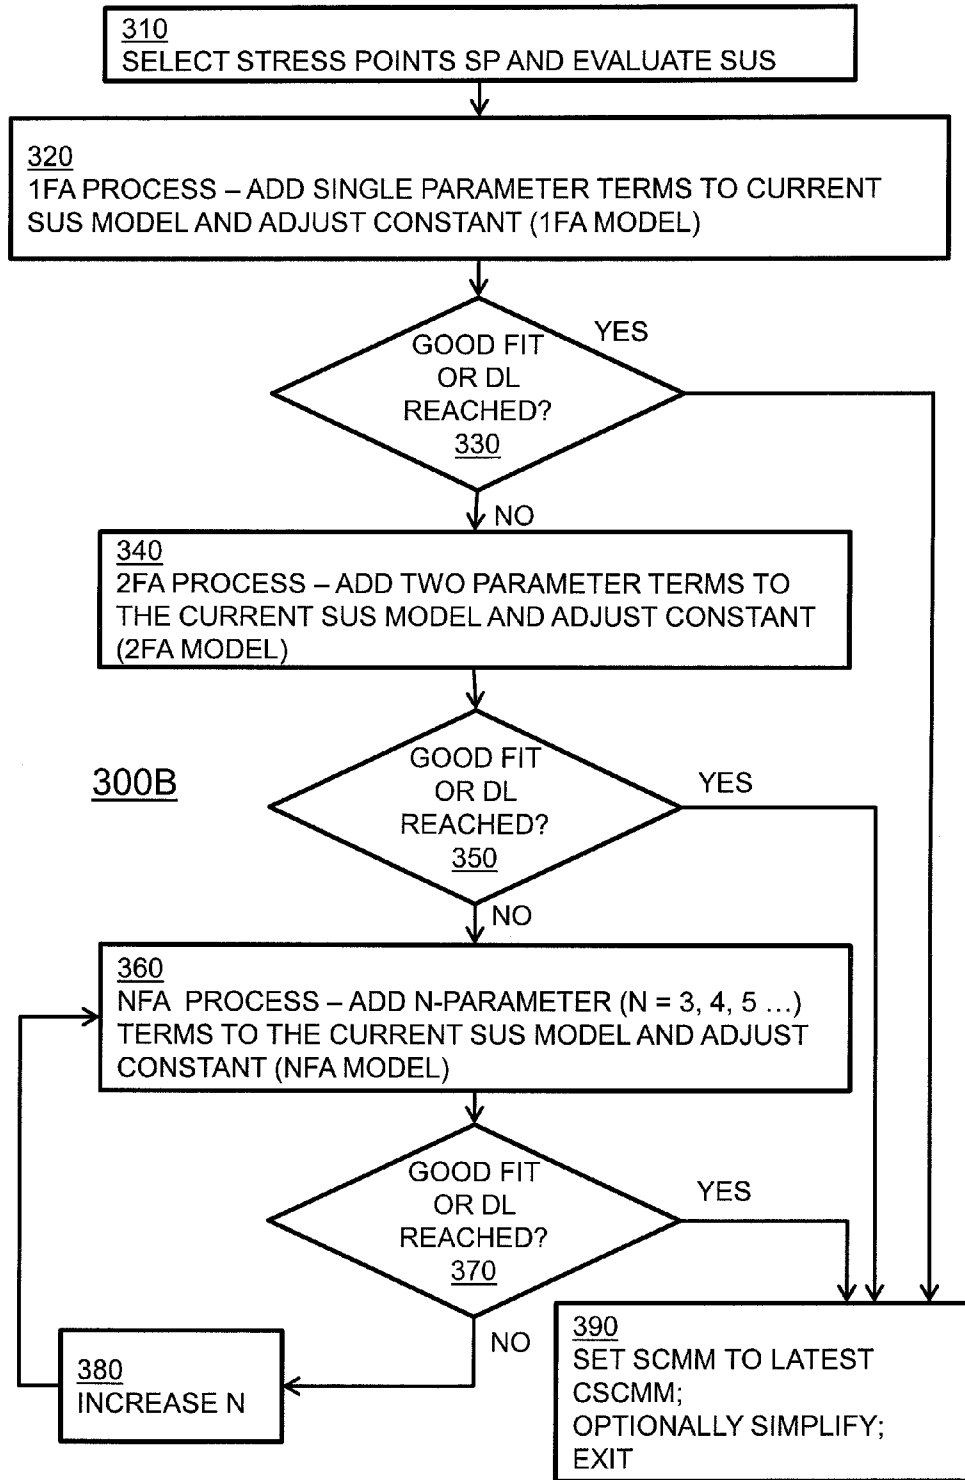 310
SELECT STRESS POINTS SP AND EVALUATE SUS
320
1FA PROCESS – ADD SINGLE PARAMETER TERMS TO CURRENT
SUS MODEL AND ADJUST CONSTANT (1FA MODEL)
GOOD FIT
OR DL
REACHED?
330
YES
NO
340
2FA PROCESS – ADD TWO PARAMETER TERMS TO
THE CURRENT SUS MODEL AND ADJUST CONSTANT
(2FA MODEL)
300B
GOOD FIT
OR DL
REACHED?
350
YES
NO
360
NFA PROCESS – ADD N-PARAMETER (N = 3, 4, 5 ...)
TERMS TO THE CURRENT SUS MODEL AND ADJUST
CONSTANT (NFA MODEL)
GOOD FIT
OR DL
REACHED?
370
YES
NO
380
INCREASE N
390
SET SCMM TO LATEST
CSCMM;
OPTIONALLY SIMPLIFY;
EXIT